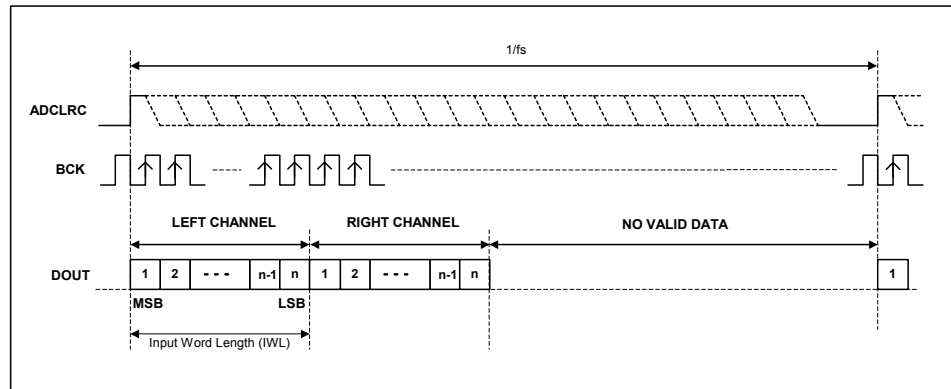 1/fs
ADCLRC
BCK
LEFT CHANNEL RIGHT CHANNEL NO VALID DATA
DOUT 1 2 --- n-1 n 1 2 --- n-1 n 1
MSB LSB
Input Word Length (IWL)